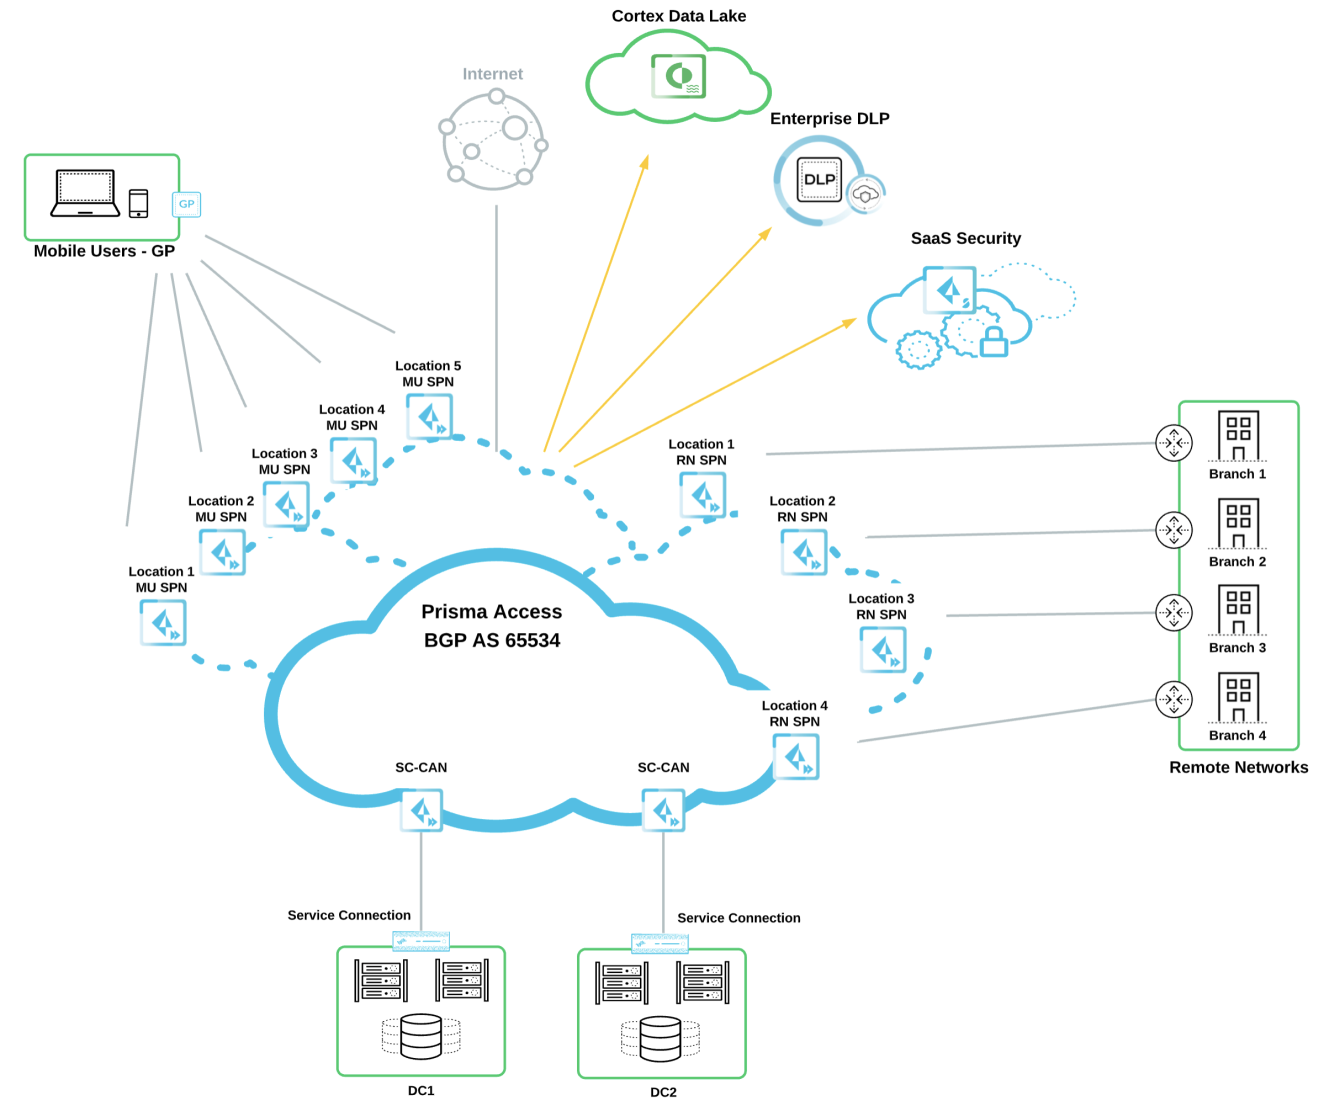 Cortex Data Lake
Internet
Enterprise DLP
DLP
GP
Mobile Users - GP
SaaS Security
S
Location 5
MU SPN
Location 4
MU SPN
Location 3
MU SPN
Location 2
MU SPN
Location 1
MU SPN
Location 1
RN SPN
Location 2
RN SPN
Location 3
RN SPN
Location 4
RN SPN
Branch 1
Branch 2
Branch 3
Branch 4
Remote Networks
Prisma Access
BGP AS 65534
SC-CAN
SC-CAN
Service Connection
Service Connection
DC1
DC2